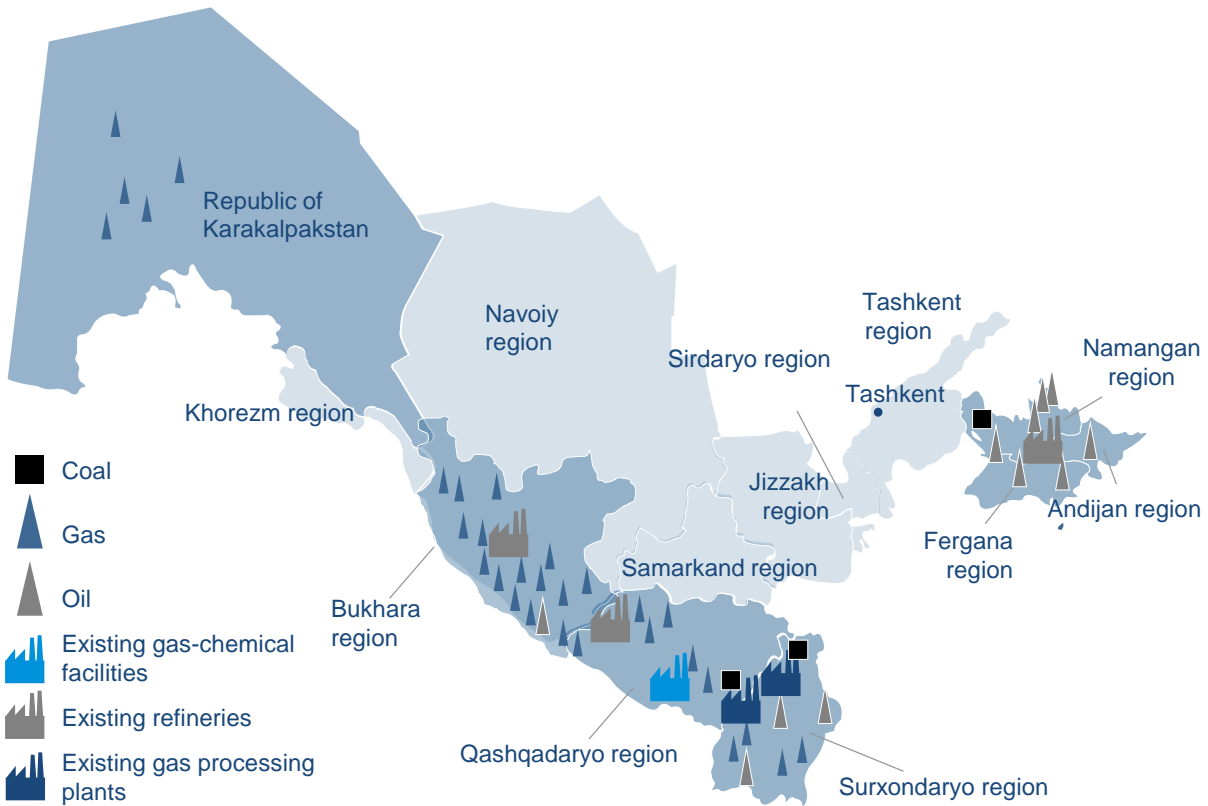 Republic of
Karakalpakstan
Navoiy
region
Tashkent
region
Sirdaryo region
Namangan
region
Tashkent
Khorezm region
Coal
Gas
Oil
Existing gas-chemical
facilities
Existing refineries
Existing gas processing
plants
Jizzakh
region
Andijan region
Fergana
region
Samarkand region
Bukhara
region
Qashqadaryo region
Surxondaryo region